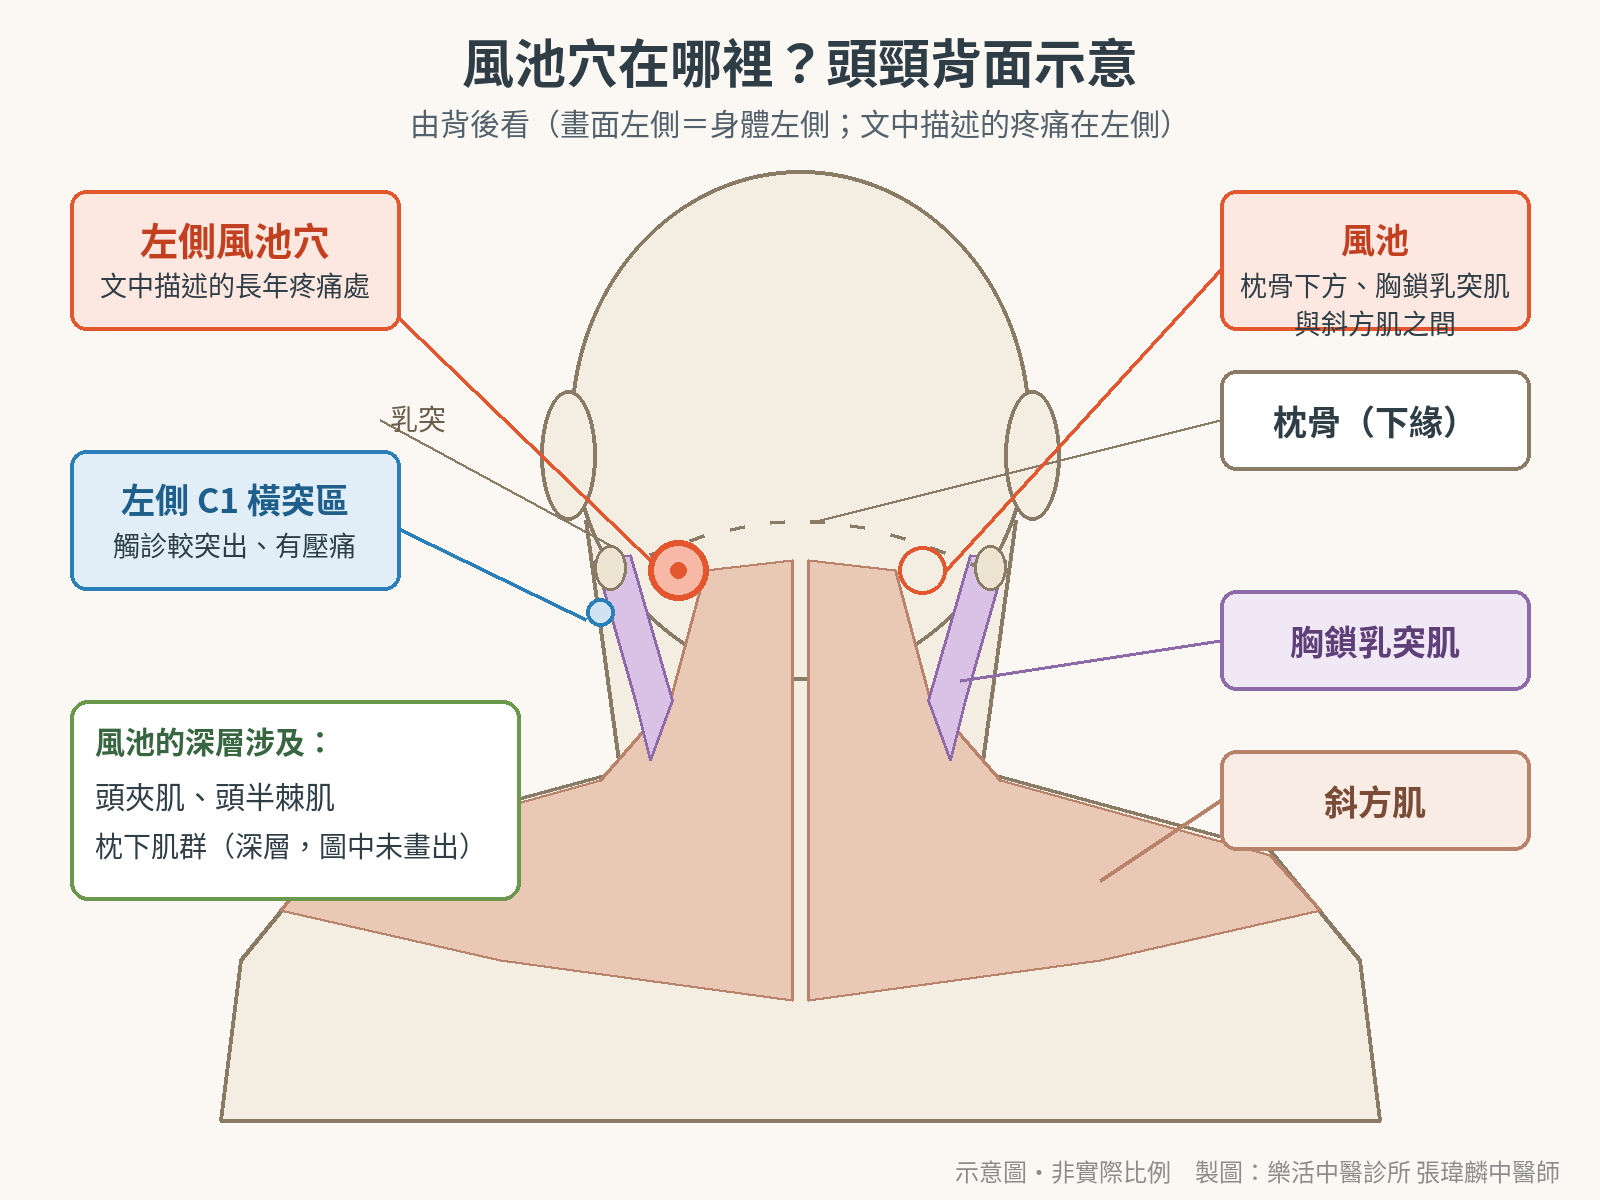 風池穴在哪裡？頭頸背面示意
由背後看（畫面左側＝身體左側；文中描述的疼痛在左側）
左側風池穴
文中描述的長年疼痛處
風池
枕骨下方、胸鎖乳突肌
與斜方肌之間
乳突
枕骨（下緣）
左側 C1 橫突區
觸診較突出、有壓痛
胸鎖乳突肌
風池的深層涉及：
頭夾肌、頭半棘肌
枕下肌群（深層，圖中未畫出）
斜方肌
示意圖・非實際比例　製圖：樂活中醫診所 張瑋麟中醫師